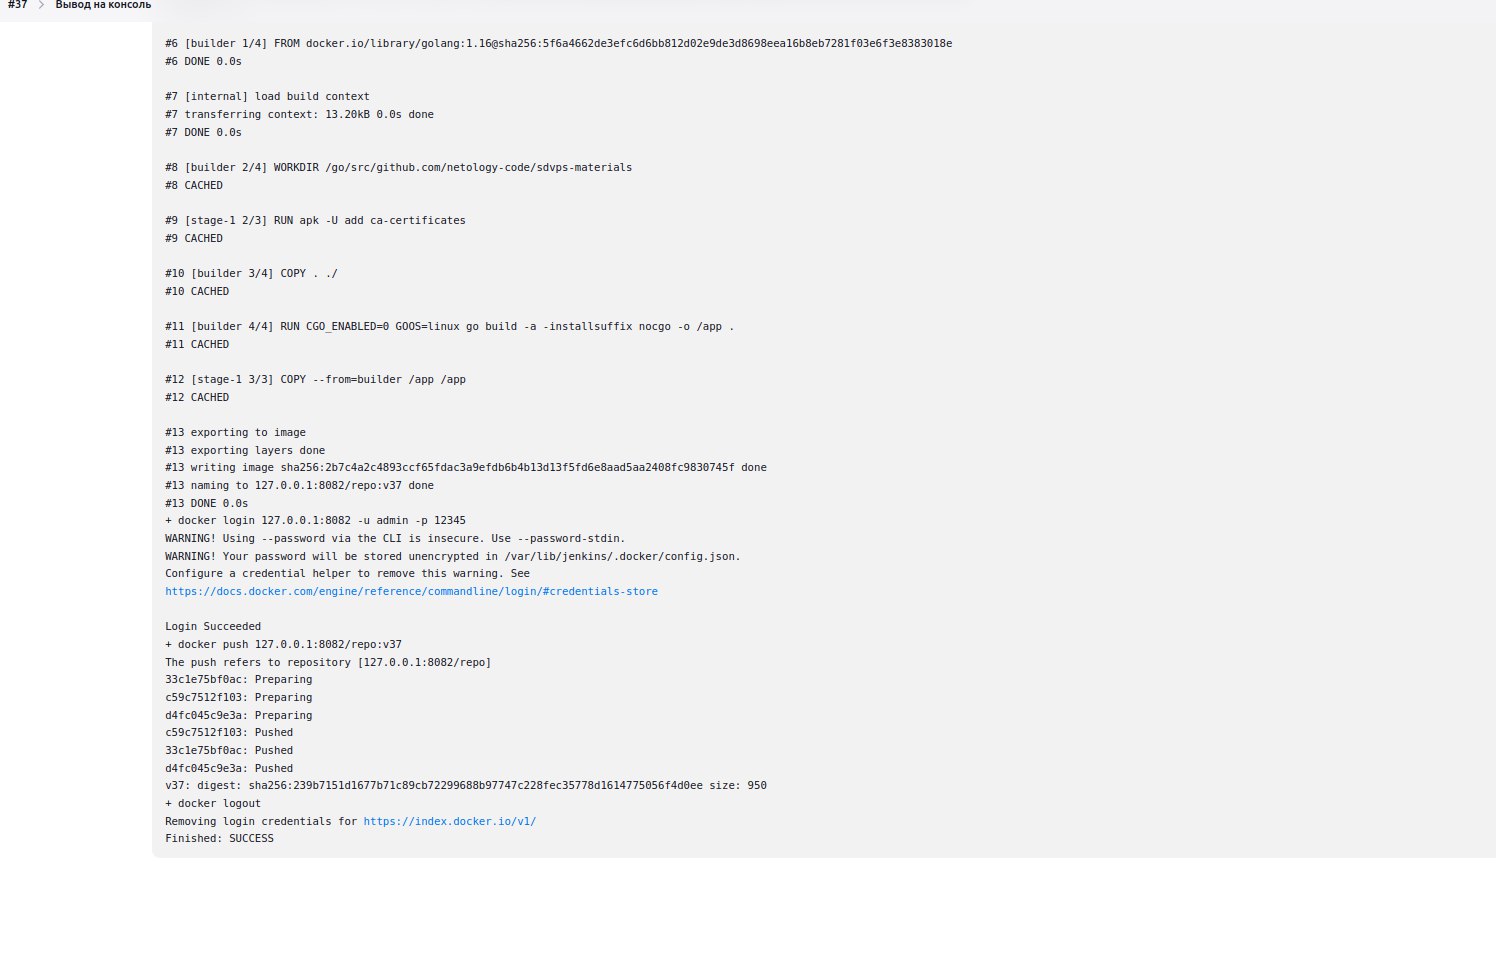 #37 > Вывод на консоль
#6 [builder 1/4] FROM docker.io/library/golang:1.16@sha256:5f6a4662de3efc6d6bb812d02e9de3d8698eea16b8eb7281f03e6f3e8383018e
#6 DONE 0.0s
#7 [internal] load build context
#7 transferring context: 13.20kB 0.0s done
#7 DONE 0.0s
#8 [builder 2/4] WORKDIR /go/src/github.com/netology-code/sdvps-materials
#8 CACHED
#9 [stage-1 2/3] RUN apk -U add ca-certificates
#9 CACHED
#10 [builder 3/4] COPY . ./
#10 CACHED
#11 [builder 4/4] RUN CGO_ENABLED=0 GOOS=linux go build -a -installsuffix nocgo -o /app .
#11 CACHED
#12 [stage-1 3/3] COPY --from=builder /app /app
#12 CACHED
#13 exporting to image
#13 exporting layers done
#13 writing image sha256:2b7c4a2c4893ccf65fdac3a9efdb6b4b13d13f5fd6e8aad5aa2408fc9830745f done
#13 naming to 127.0.0.1:8082/repo:v37 done
#13 DONE 0.0s
+ docker login 127.0.0.1:8082 -u admin -p 12345
WARNING! Using --password via the CLI is insecure. Use --password-stdin.
WARNING! Your password will be stored unencrypted in /var/lib/jenkins/.docker/config.json.
Configure a credential helper to remove this warning. See
https://docs.docker.com/engine/reference/commandline/login/#credentials-store
Login Succeeded
+ docker push 127.0.0.1:8082/repo:v37
The push refers to repository [127.0.0.1:8082/repo]
33c1e75bf0ac: Preparing
c59c7512f103: Preparing
d4fc045c9e3a: Preparing
c59c7512f103: Pushed
33c1e75bf0ac: Pushed
d4fc045c9e3a: Pushed
v37: digest: sha256:239b7151d1677b71c89cb72299688b97747c228fec35778d1614775056f4d0ee size: 950
+ docker logout
Removing login credentials for https://index.docker.io/v1/
Finished: SUCCESS